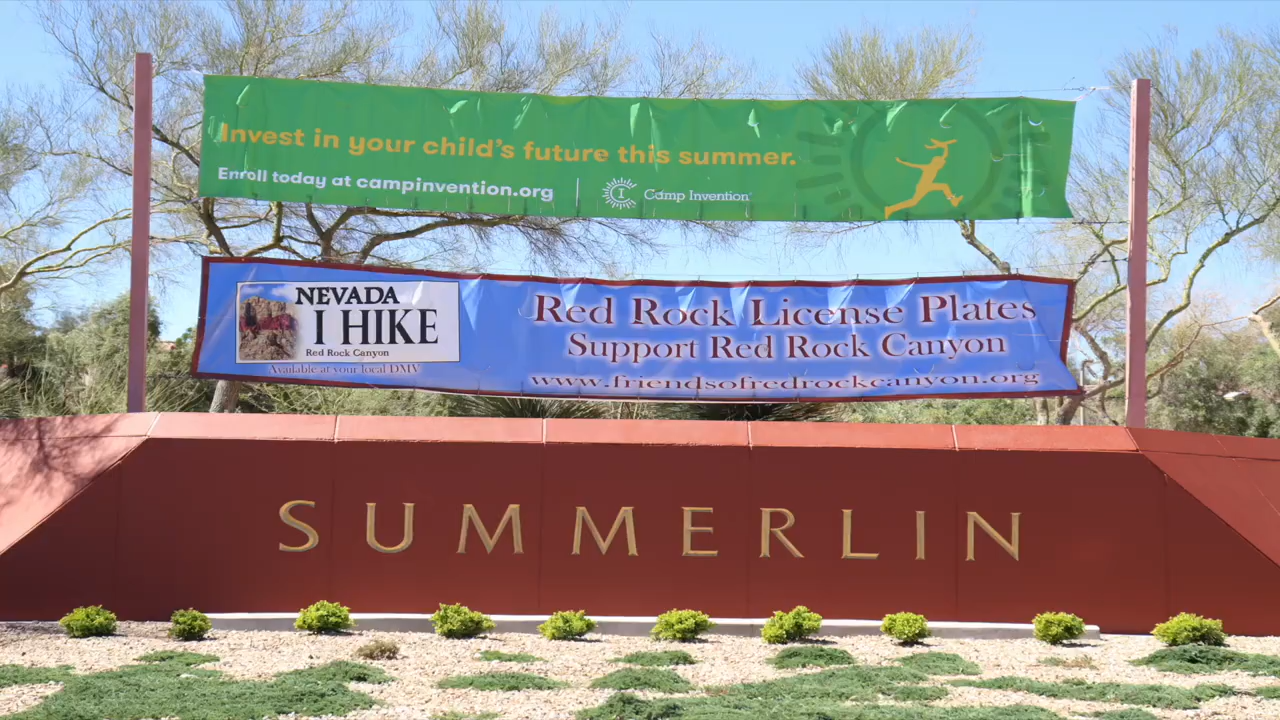 Invest in your child's future this summer.
Enroll today at campinvention.org
Camp Invention
NEVADA
I HIKE
Red Rock Canyon
Available at your local DMV
Red Rock License Plates
Support Red Rock Canyon
www.friendsofredrockcanyon.org
SUMMERLIN